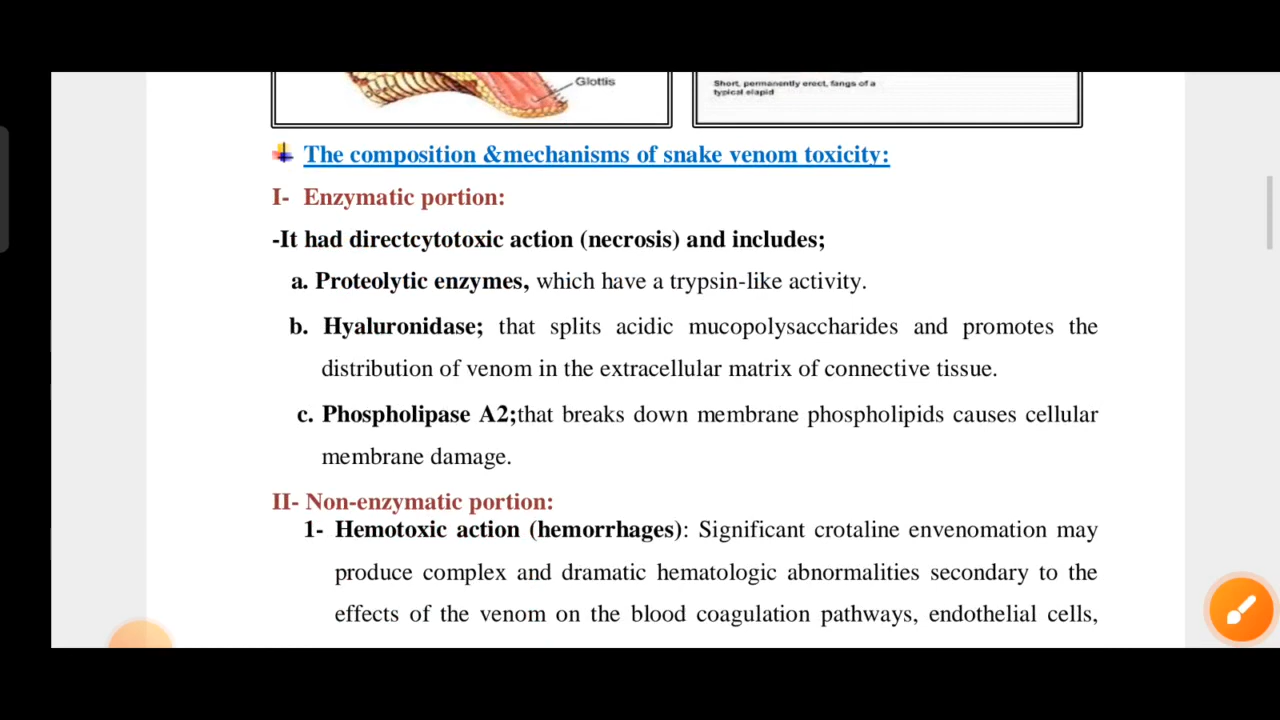 Glottis
Short, permanently erect, fangs of a
typical elapid
The composition &mechanisms of snake venom toxicity:
I- Enzymatic portion:
-It had directcytotoxic action (necrosis) and includes;
a. Proteolytic enzymes, which have a trypsin-like activity.
b. Hyaluronidase; that splits acidic mucopolysaccharides and promotes the
distribution of venom in the extracellular matrix of connective tissue.
c. Phospholipase A2;that breaks down membrane phospholipids causes cellular
membrane damage.
II- Non-enzymatic portion:
1- Hemotoxic action (hemorrhages): Significant crotaline envenomation may
produce complex and dramatic hematologic abnormalities secondary to the
effects of the venom on the blood coagulation pathways, endothelial cells,